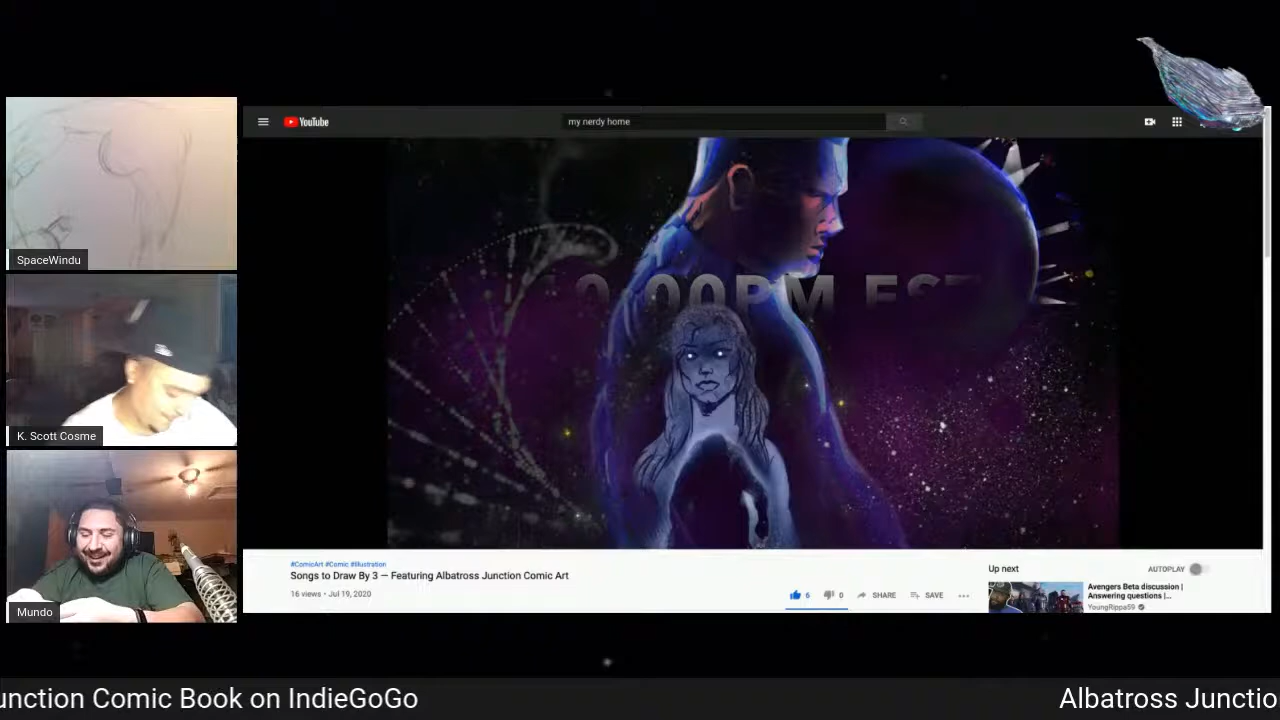 YouTube
my nerdy home
SpaceWindu
00PM EST
K. Scott Cosme
#ComicArt #Comic #Illustration
Songs to Draw By 3 — Featuring Albatross Junction Comic Art
16 views • Jul 19, 2020
6
0
SHARE
SAVE
Up next
AUTOPLAY
Avengers Beta discussion |
Answering questions |...
YoungRippa59
Mundo
unction Comic Book on IndieGoGo
Albatross Junctio